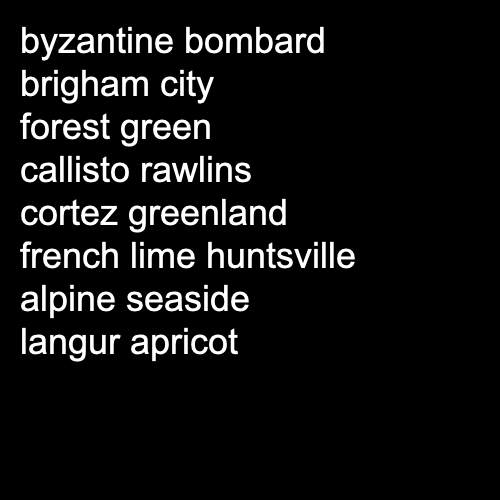 byzantine bombard
brigham city
forest green
callisto rawlins
cortez greenland
french lime huntsville
alpine seaside
langur apricot